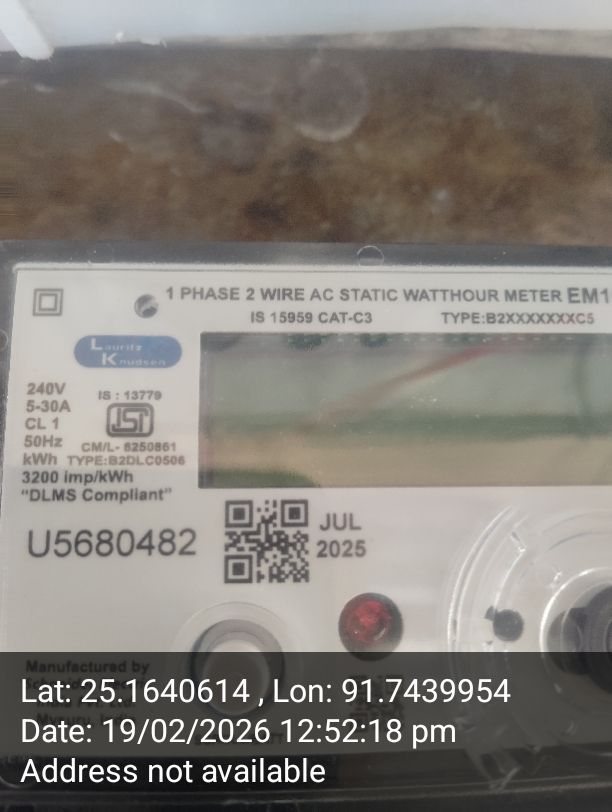 1 PHASE 2 WIRE AC STATIC WATTHOUR METER EM1
IS 15959 CAT-C3 TYPE:B2XXXXXXXC5
Lauritz
Knudsen
240V
5-30A
CL 1
50Hz
kWh
IS : 13779
ISI
CM/L- 6250861
TYPE:B2DLC0506
3200 imp/kWh
"DLMS Compliant"
U5680482
JUL
2025
Manufactured by
Lat: 25.1640614 , Lon: 91.7439954
Date: 19/02/2026 12:52:18 pm
Address not available